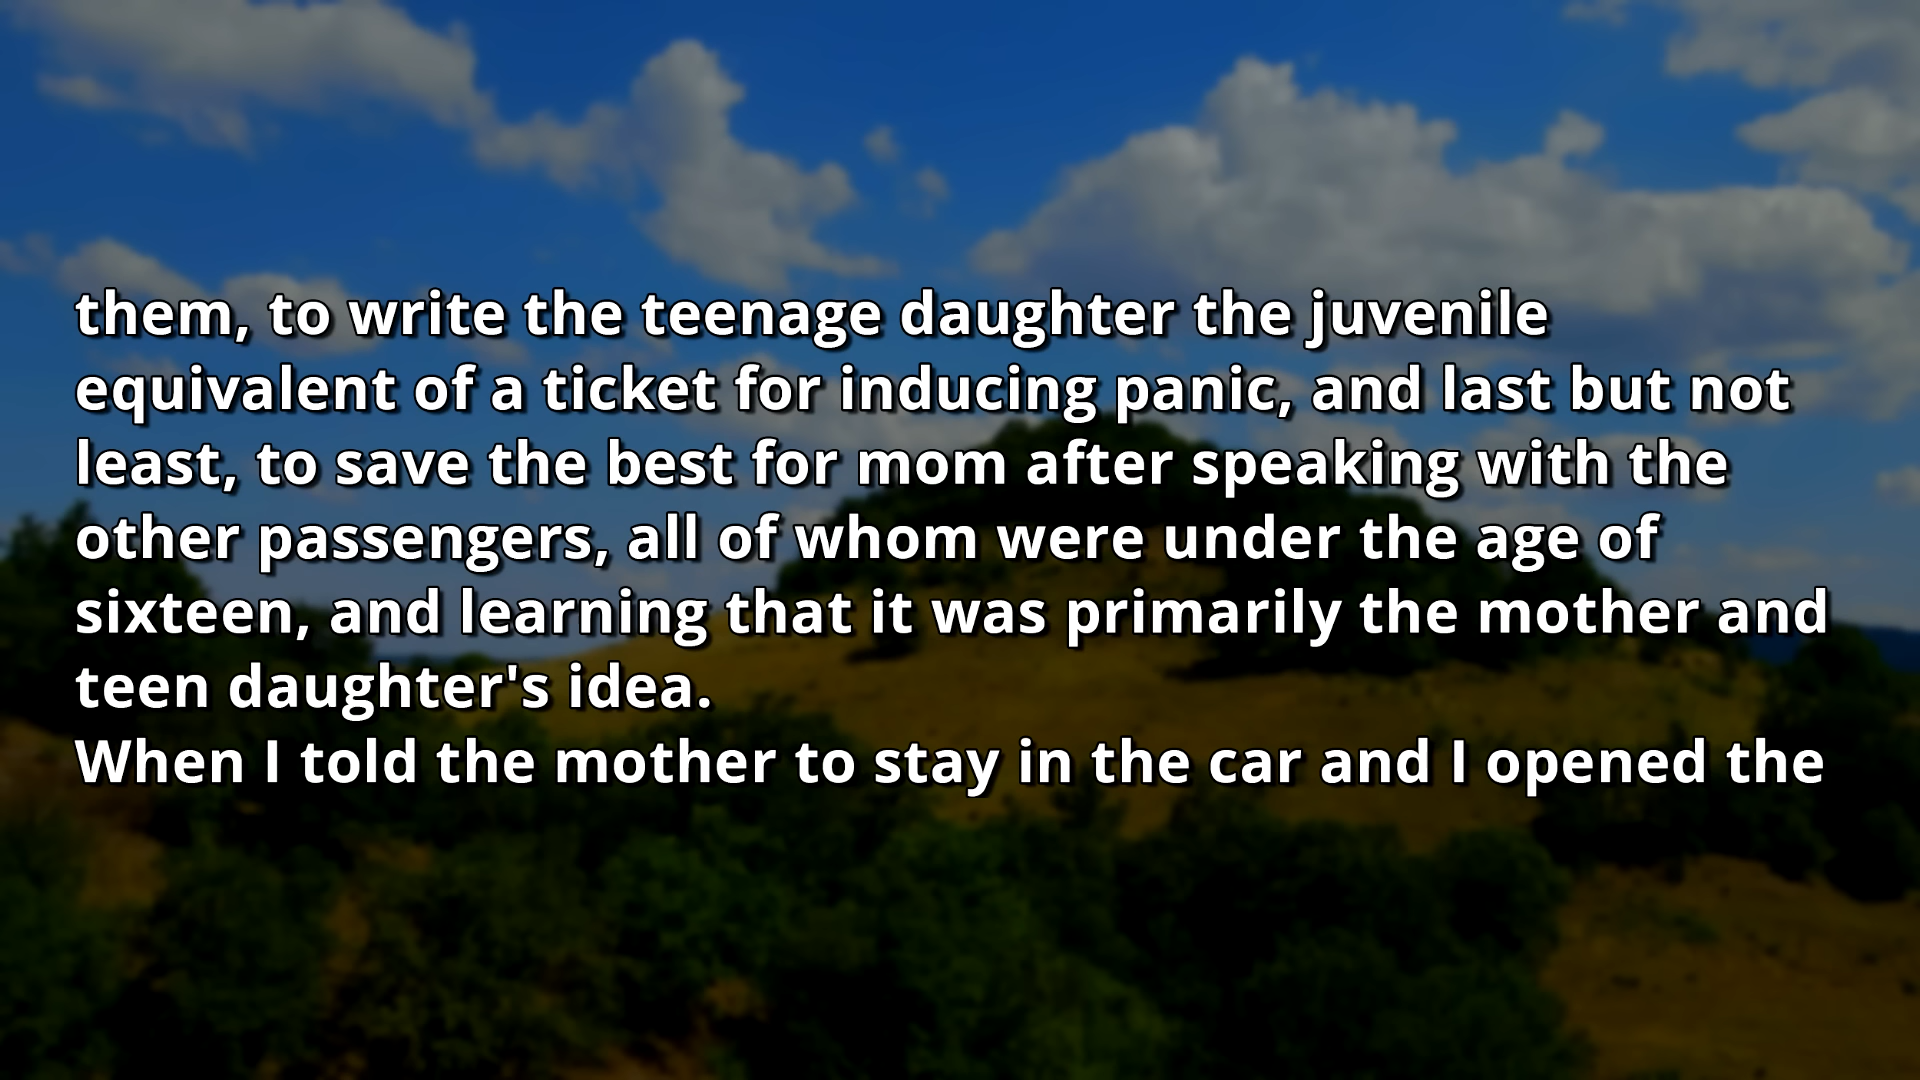 them, to write the teenage daughter the juvenile
equivalent of a ticket for inducing panic, and last but not
least, to save the best for mom after speaking with the
other passengers, all of whom were under the age of
sixteen, and learning that it was primarily the mother and
teen daughter's idea.
When I told the mother to stay in the car and I opened the